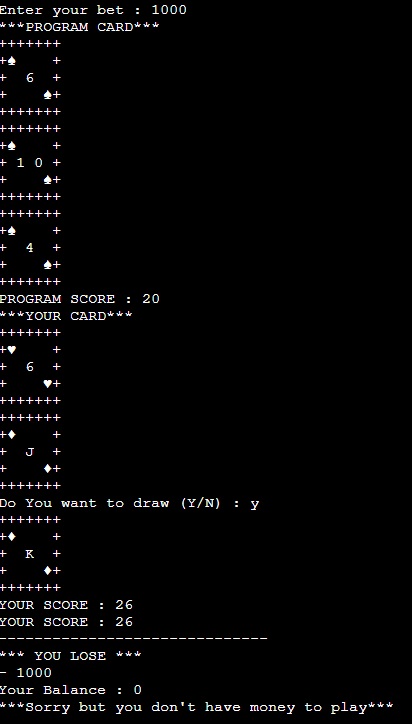 Enter your bet : 1000
***PROGRAM CARD***
+++++++
+♠    +
+  6  +
+    ♠+
+++++++
+++++++
+♠    +
+ 1 0 +
+    ♠+
+++++++
+++++++
+♠    +
+  4  +
+    ♠+
+++++++
PROGRAM SCORE : 20
***YOUR CARD***
+++++++
+♥    +
+  6  +
+    ♥+
+++++++
+++++++
+♦    +
+  J  +
+    ♦+
+++++++
Do You want to draw (Y/N) : y
+++++++
+♦    +
+  K  +
+    ♦+
+++++++
YOUR SCORE : 26
YOUR SCORE : 26
------------------------------
*** YOU LOSE ***
- 1000
Your Balance : 0
***Sorry but you don't have money to play***